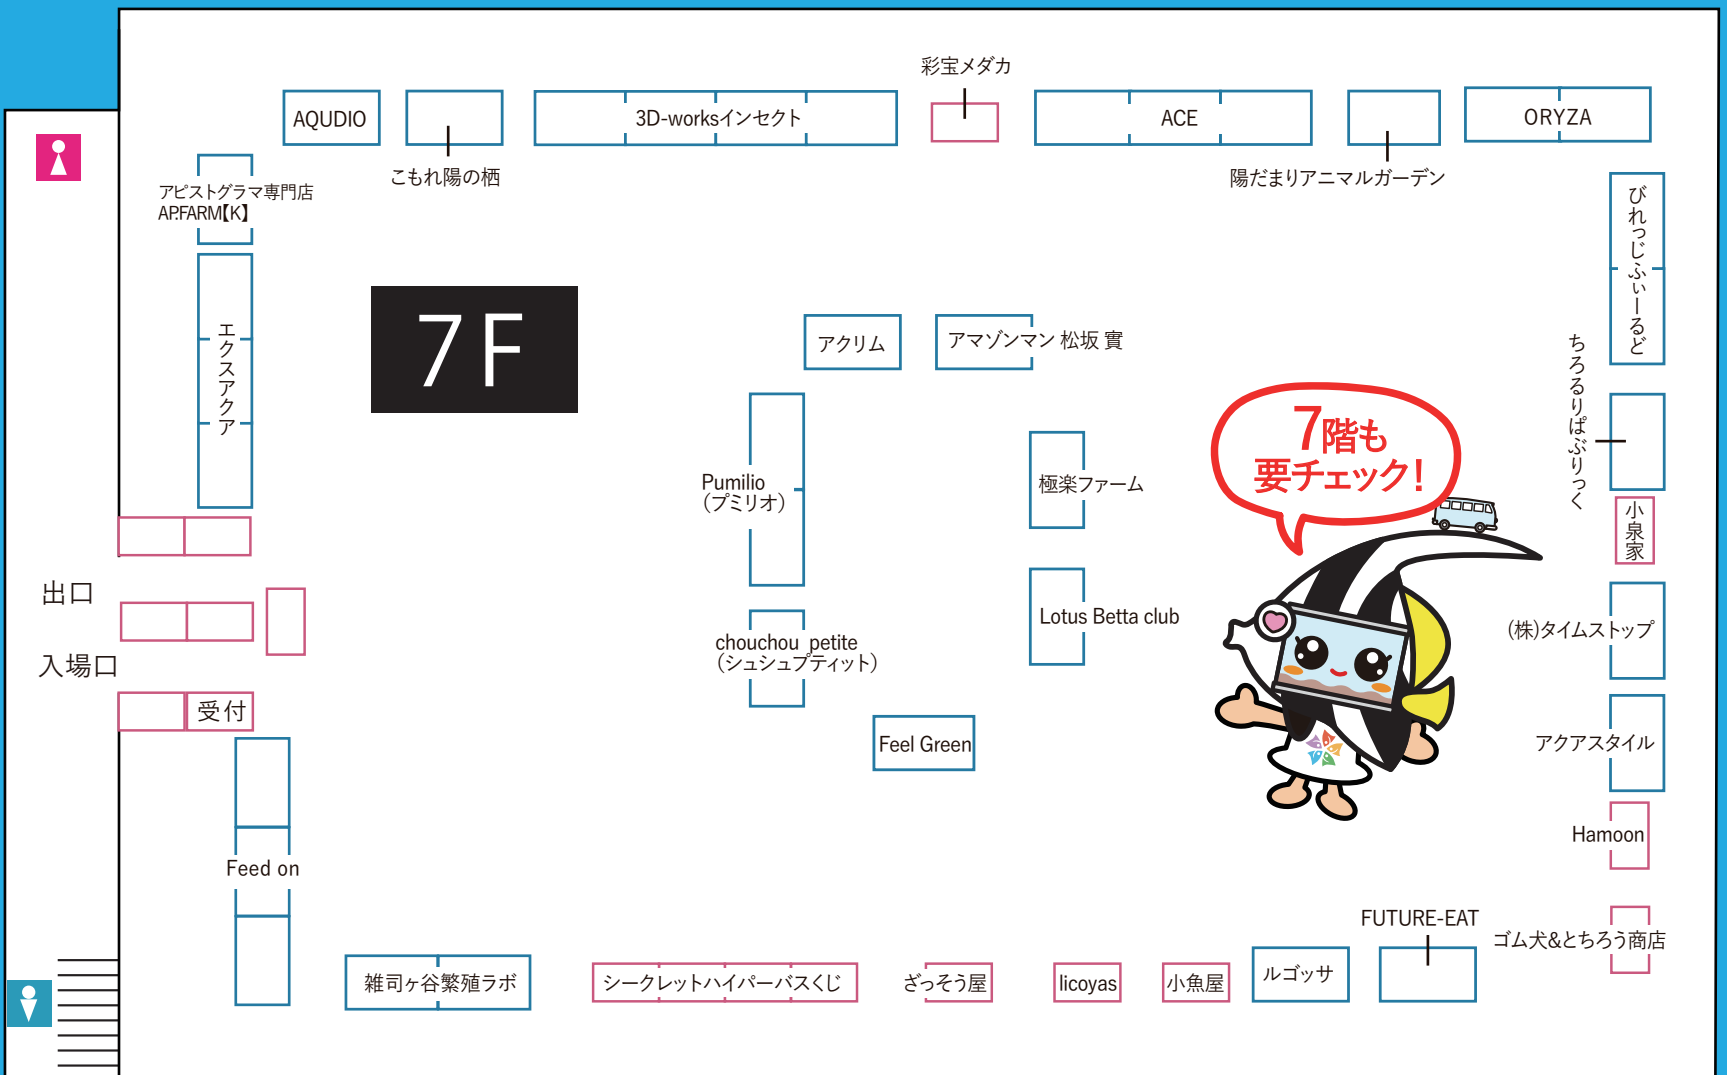 彩宝メダカ
AQUDIO
3D-worksインセクト
ACE
ORYZA
こもれ陽の栖
陽だまりアニマルガーデン
アピストグラマ専門店
AP.FARM【K】
びれっじふぃーるど
エクスアクア
7F
アクリム
アマゾンマン 松坂 實
ちろるりぱぶりっく
7階も
要チェック!
Pumilio
（プミリオ）
極楽ファーム
小泉家
出口
入場口
受付
chouchou petite
（シュシュプティット）
Lotus Betta club
(株)タイムストップ
Feel Green
アクアスタイル
Hamoon
Feed on
FUTURE-EAT
ゴム犬&とちろう商店
雑司ヶ谷繁殖ラボ
シークレットハイパーバスくじ
ざっそう屋
licoyas
小魚屋
ルゴッサ